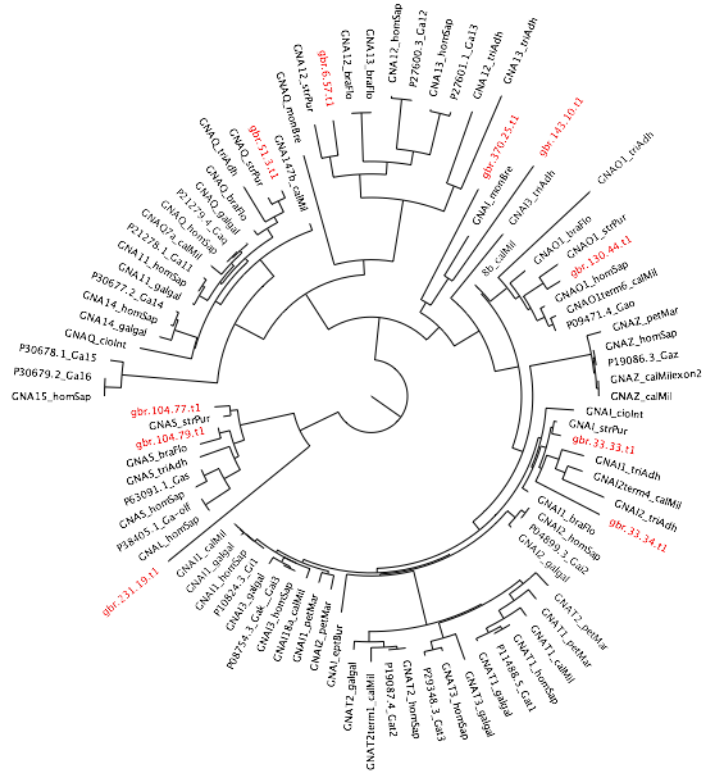 GNA12_strPur
gbr.6.57.t1
GNA12_braFlo
GNA13_braFlo
GNA12_homSap
P27600.3_Ga12
GNA13_homSap
P27601.1_Ga13
GNA12_triAdh
GNA13_triAdh
gbr.370.25.t1
gbr.143.10.t1
GNAI_monBre
GNAI3_triAdh
GNAO1_triAdh
8b_calMil
GNAO1_braFlo
GNAO1_strPur
gbr.130.44.t1
GNAO1_homSap
GNAO1term6_calMil
P09471.4_Gao
GNAZ_petMar
GNAZ_homSap
P19086.3_Gaz
GNAZ_calMilexon2
GNAZ_calMil
GNAI_cioInt
GNAI_strPur
gbr.33.33.t1
GNAI1_triAdh
GNAI2term4_calMil
GNAI2_triAdh
gbr.33.34.t1
GNAI1_braFlo
GNAI2_homSap
P04899.3_Gai2
GNAI2_galgal
GNAT2_petMar
GNAT1_petMar
GNAT1_calMil
GNAT1_homSap
P11488.5_Gat1
GNAT1_galgal
GNAT3_galgal
GNAT3_homSap
P29348.3_Gat3
GNAT2_homSap
P19087.4_Gat2
GNAT2term1_calMil
GNAT2_galgal
GNAI_eptBur
GNAI2_petMar
GNAI1_petMar
GNAI18a_calMil
GNAI3_homSap
P08754.3_Gak__Gai3
GNAI3_galgal
P10824.3_Gi1
GNAI1_homSap
GNAI1_galgal
GNAI1_calMil
gbr.231.19.t1
GNAL_homSap
P38405.1_Ga-olf
GNAS_homSap
P63091.1_Gas
GNAS_triAdh
GNAS_braFlo
gbr.104.79.t1
GNAS_strPur
gbr.104.77.t1
GNA15_homSap
P30679.2_Ga16
P30678.1_Ga15
GNAQ_cioInt
GNA14_galgal
GNA14_homSap
P30677.2_Ga14
GNA11_galgal
GNA11_homSap
P21278.1_Ga11
GNAQ7a_calMil
GNAQ_homSap
P21279.4_Gaq
GNAQ_galgal
GNAQ_braFlo
GNAQ_triAdh
GNAQ_strPur
gbr.51.3.t1
GNA147b_calMil
GNAQ_monBre